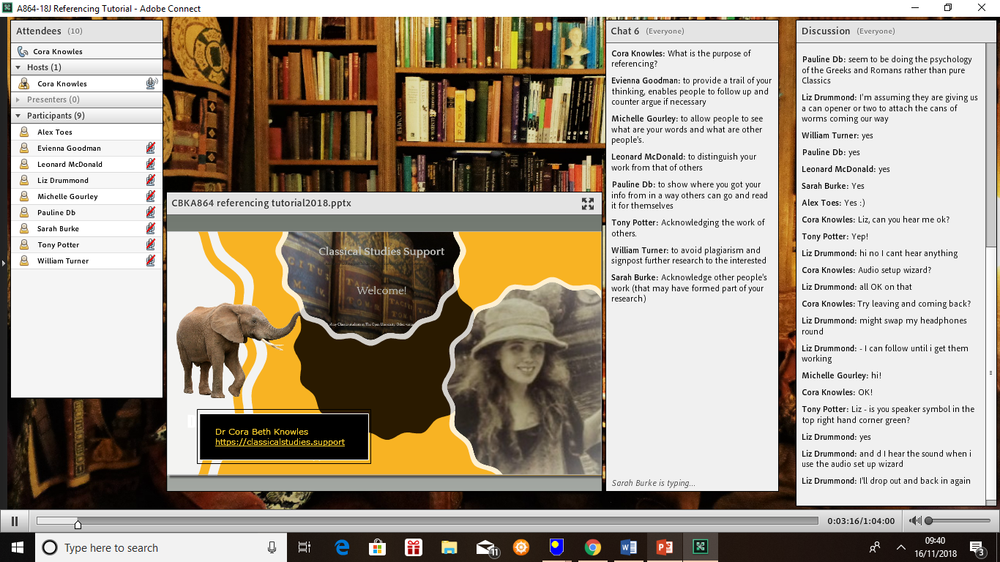 A864-18J Referencing Tutorial - Adobe Connect
Attendees (10)
Cora Knowles
Hosts (1)
Cora Knowles
Presenters (0)
Participants (9)
Alex Toes
Evienna Goodman
Leonard McDonald
Liz Drummond
Michelle Gourley
Pauline Db
Sarah Burke
Tony Potter
William Turner
SPQR
CBKA864 referencing tutorial2018.pptx
Classical Studies Support
Welcome!
Dr Cora Beth Knowles
https://classicalstudies.support
Chat 6 (Everyone)
Cora Knowles: What is the purpose of
referencing?
Evienna Goodman: to provide a trail of your
thinking, enables people to follow up and
counter argue if necessary
Michelle Gourley: to allow people to see
what are your words and what are other
people's.
Leonard McDonald: to distinguish your
work from that of others
Pauline Db: to show where you got your
info from in a way others can go and read
it for themselves
Tony Potter: Acknowledging the work of
others.
William Turner: to avoid plagiarism and
signpost further research to the interested
Sarah Burke: Acknowledge other people's
work (that may have formed part of your
research)
Sarah Burke is typing...
Discussion (Everyone)
Pauline Db: seem to be doing the psychology
of the Greeks and Romans rather than pure
Classics
Liz Drummond: I'm assuming they are giving us
a can opener or two to attach the cans of
worms coming our way
William Turner: yes
Pauline Db: yes
Leonard McDonald: yes
Sarah Burke: Yes
Alex Toes: Yes :)
Cora Knowles: Liz, can you hear me ok?
Tony Potter: Yep!
Liz Drummond: hi no I cant hear anything
Cora Knowles: Audio setup wizard?
Liz Drummond: all OK on that
Cora Knowles: Try leaving and coming back?
Liz Drummond: might swap my headphones
round
Liz Drummond: - I can follow until i get them
working
Michelle Gourley: hi!
Cora Knowles: OK!
Tony Potter: Liz - is you speaker symbol in the
top right hand corner green?
Liz Drummond: yes
Liz Drummond: and d I hear the sound when i
use the audio set up wizard
Liz Drummond: I'll drop out and back in again
0:03:16/1:04:00
Type here to search
11
09:40
16/11/2018
3